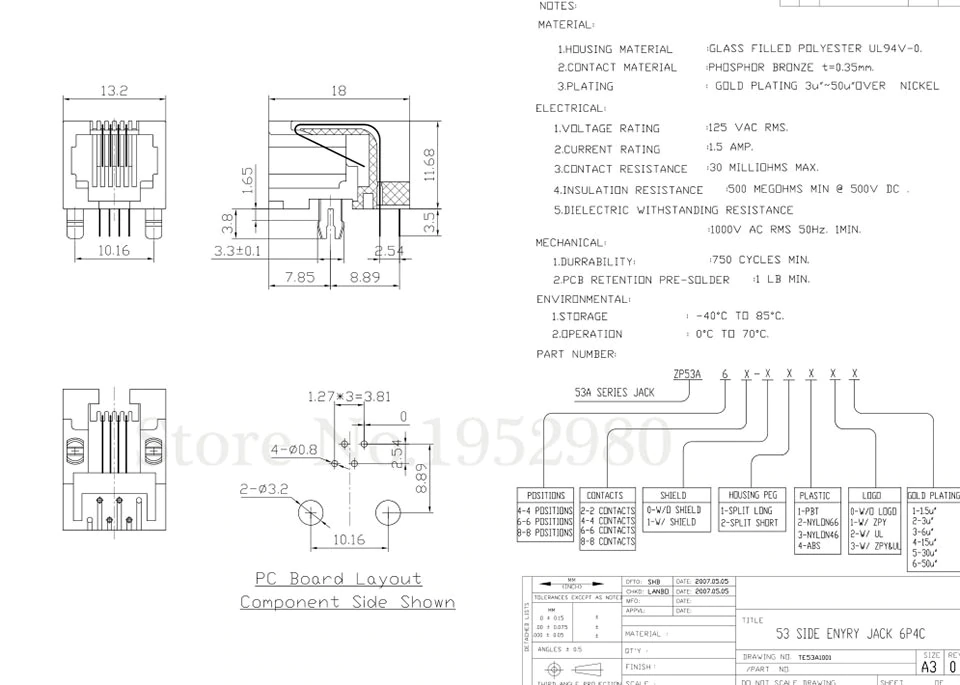 NOTES:
MATERIAL:
1.HOUSING MATERIAL :GLASS FILLED POLYESTER UL94V-0.
2.CONTACT MATERIAL :PHOSPHOR BRONZE t=0.35mm.
3.PLATING : GOLD PLATING 3u"~50u"OVER NICKEL
ELECTRICAL:
1.VOLTAGE RATING :125 VAC RMS.
2.CURRENT RATING :1.5 AMP.
3.CONTACT RESISTANCE :30 MILLIOHMS MAX.
4.INSULATION RESISTANCE :500 MEGOHMS MIN @ 500V DC .
5.DIELECTRIC WITHSTANDING RESISTANCE
:1000V AC RMS 50Hz. 1MIN.
MECHANICAL:
1.DURRABILITY: :750 CYCLES MIN.
2.PCB RETENTION PRE-SOLDER :1 LB MIN.
ENVIRONMENTAL:
1.STORAGE : -40°C TO 85°C.
2.OPERATION : 0°C TO 70°C.
PART NUMBER:
ZP53A 6 X - X X X X
53A SERIES JACK
POSITIONS
4-4 POSITIONS
6-6 POSITIONS
8-8 POSITIONS
CONTACTS
2-2 CONTACTS
4-4 CONTACTS
6-6 CONTACTS
8-8 CONTACTS
SHIELD
0-W/O SHIELD
1-W/ SHIELD
HOUSING PEG
1-SPLIT LONG
2-SPLIT SHORT
PLASTIC
1-PBT
2-NYLON66
3-NYLON46
4-ABS
LOGO
0-W/O LOGO
1-W/ ZPY
2-W/ UL
3-W/ ZPY&UL
GOLD PLATING
1-1.5u"
2-3u"
3-6u"
4-15u"
5-30u"
6-50u"
13.2
10.16
18
1.65
3.8
3.3±0.1
7.85
8.89
2.54
3.5
11.68
1.27*3=3.81
0
4-Ø0.8
2.54
8.89
2-Ø3.2
10.16
PC Board Layout
Component Side Shown
Store No.1952980
DETACHED LISTS
MM
(INCH)
TOLERANCES EXCEPT AS NOTED
MM
.0 ± 0.15 ±
.00 ± 0.075 ±
.000 ± 0.05 ±
ANGLES ± 0.5
THIRD ANGLE PROJECTION
DFTO: SHB DATE: 2007.05.05
CHKD: LANBO DATE: 2007.05.05
MFG: DATE:
APPVL: DATE:
MATERIAL :
QT'Y :
FINISH :
SCALE :
TITLE
53 SIDE ENYRY JACK 6P4C
DRAWING NO. TE53A1001
/PART NO.
SIZE
A3
REV
0
DO NOT SCALE DRAWING
SHEET OF